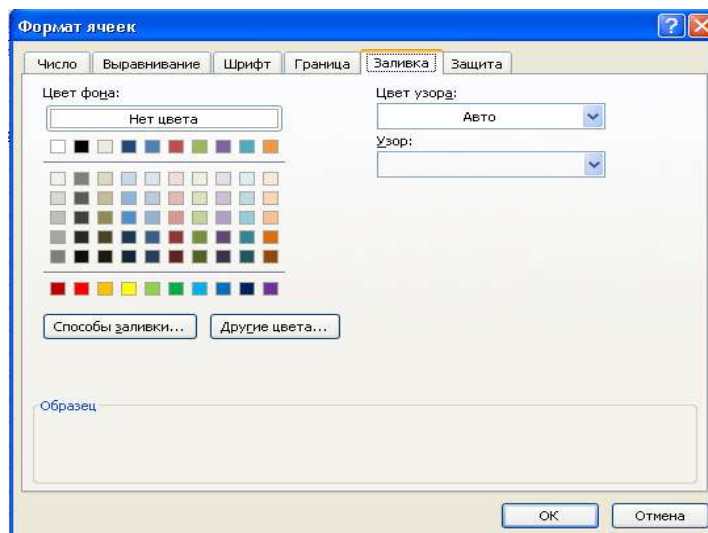 Формат ячеек
Число Выравнивание Шрифт Граница Заливка Защита
Цвет фона:
Нет цвета
Цвет узора:
Авто
Узор:
Способы заливки... Другие цвета...
Образец
ОК Отмена